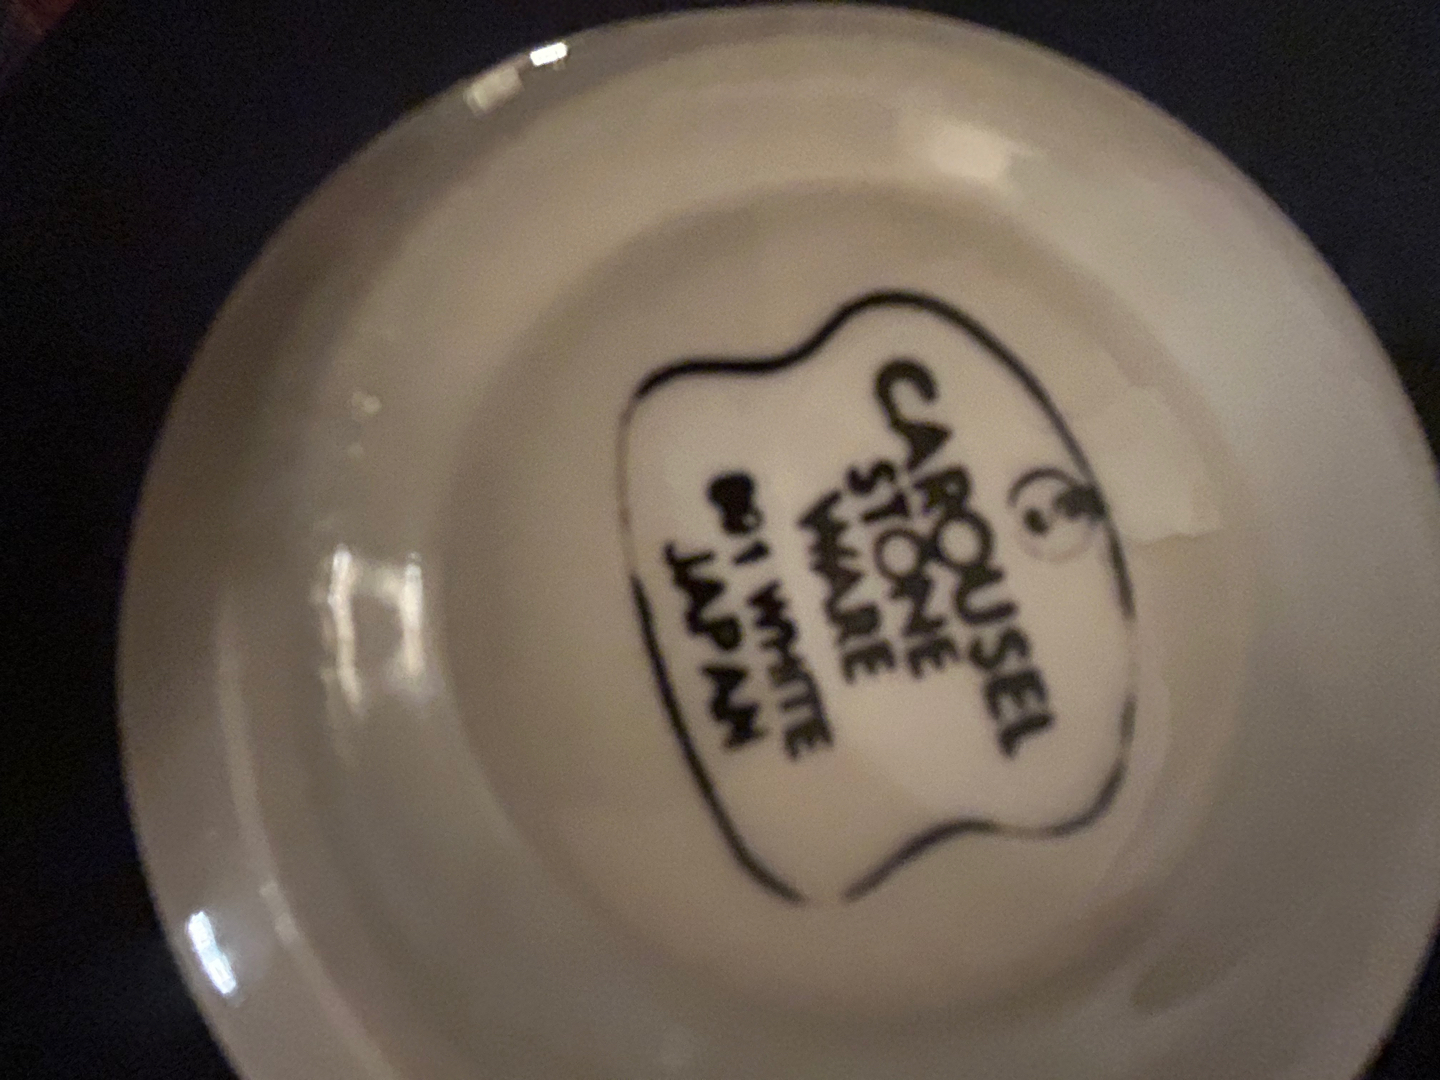 CAROUSEL
STONE
WARE
801 WHITE
JAPAN